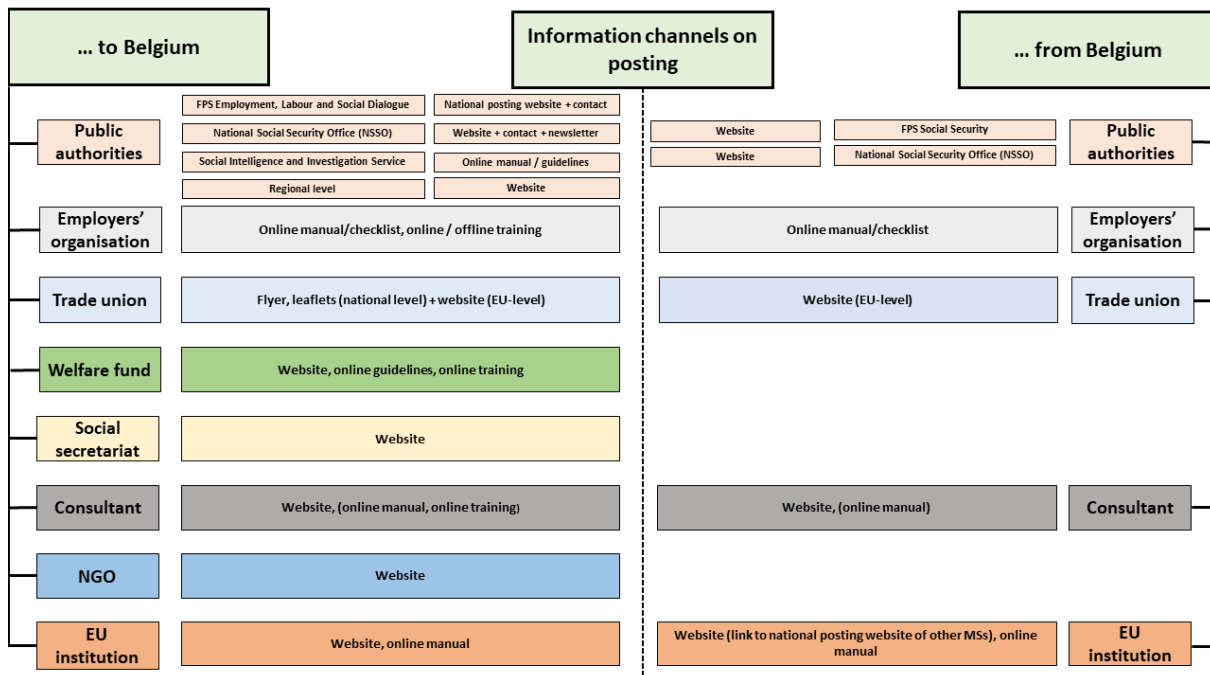 ... to Belgium
Information channels on
posting
... from Belgium
Public
authorities
FPS Employment, Labour and Social Dialogue
National posting website + contact
National Social Security Office (NSSO)
Website + contact + newsletter
Social Intelligence and Investigation Service
Online manual / guidelines
Regional level
Website
Website
FPS Social Security
Website
National Social Security Office (NSSO)
Public
authorities
Employers'
organisation
Online manual/checklist, online / offline training
Online manual/checklist
Employers'
organisation
Trade union
Flyer, leaflets (national level) + website (EU-level)
Website (EU-level)
Trade union
Welfare fund
Website, online guidelines, online training
Social
secretariat
Website
Consultant
Website, (online manual, online training)
Website, (online manual)
Consultant
NGO
Website
EU
institution
Website, online manual
Website (link to national posting website of other MSs), online
manual
EU
institution